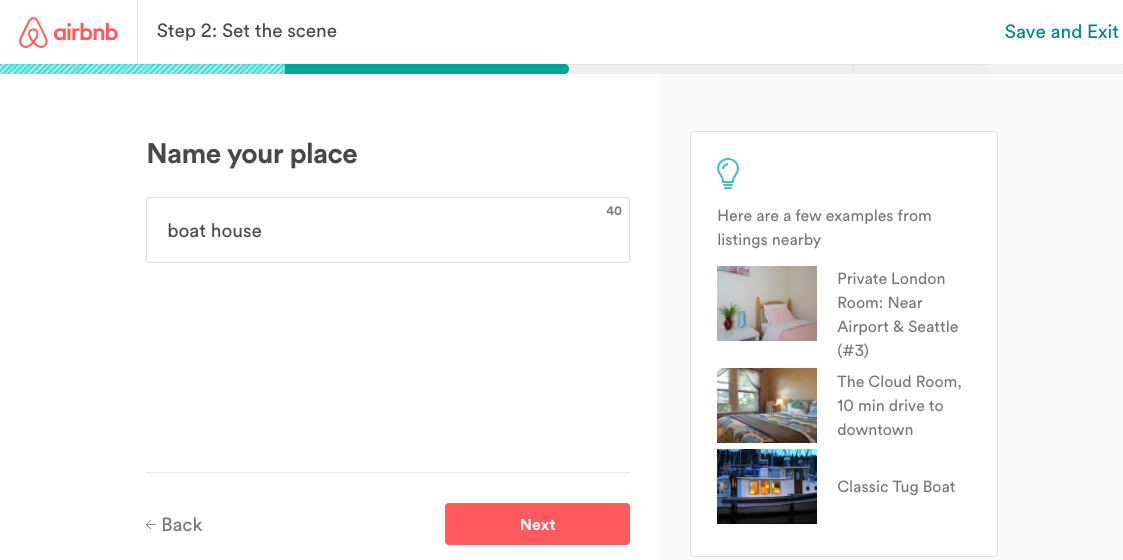 airbnb
Step 2: Set the scene
Save and Exit
Name your place
40
boat house
← Back
Next
Here are a few examples from
listings nearby
Private London
Room: Near
Airport & Seattle
(#3)
The Cloud Room,
10 min drive to
downtown
Classic Tug Boat